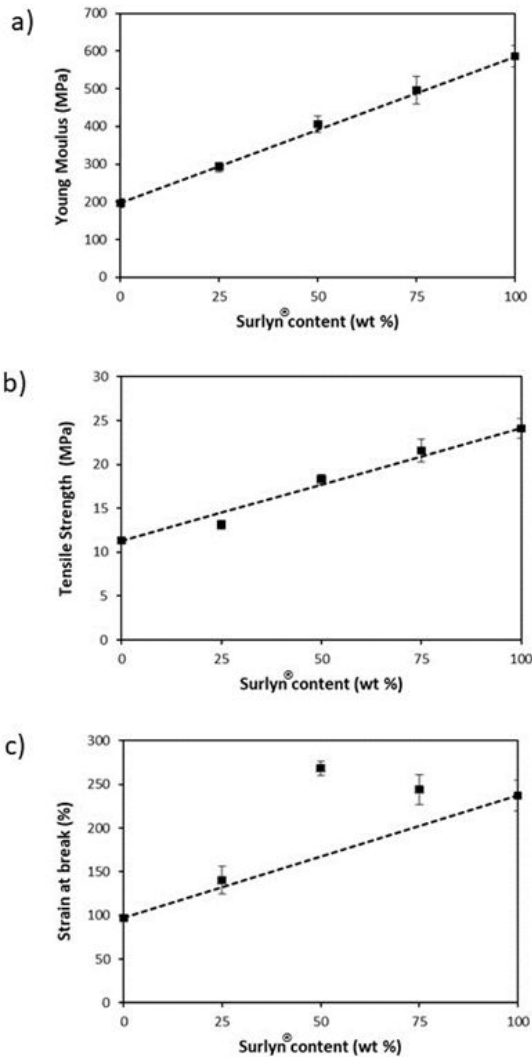 a)
700
600
500
400
300
200
100
0
Young Moulus (MPa)
0 25 50 75 100
Surlyn® content (wt %)
b)
30
25
20
15
10
5
0
Tensile Strength (MPa)
0 25 50 75 100
Surlyn® content (wt %)
c)
300
250
200
150
100
50
0
Strain at break (%)
0 25 50 75 100
Surlyn® content (wt %)